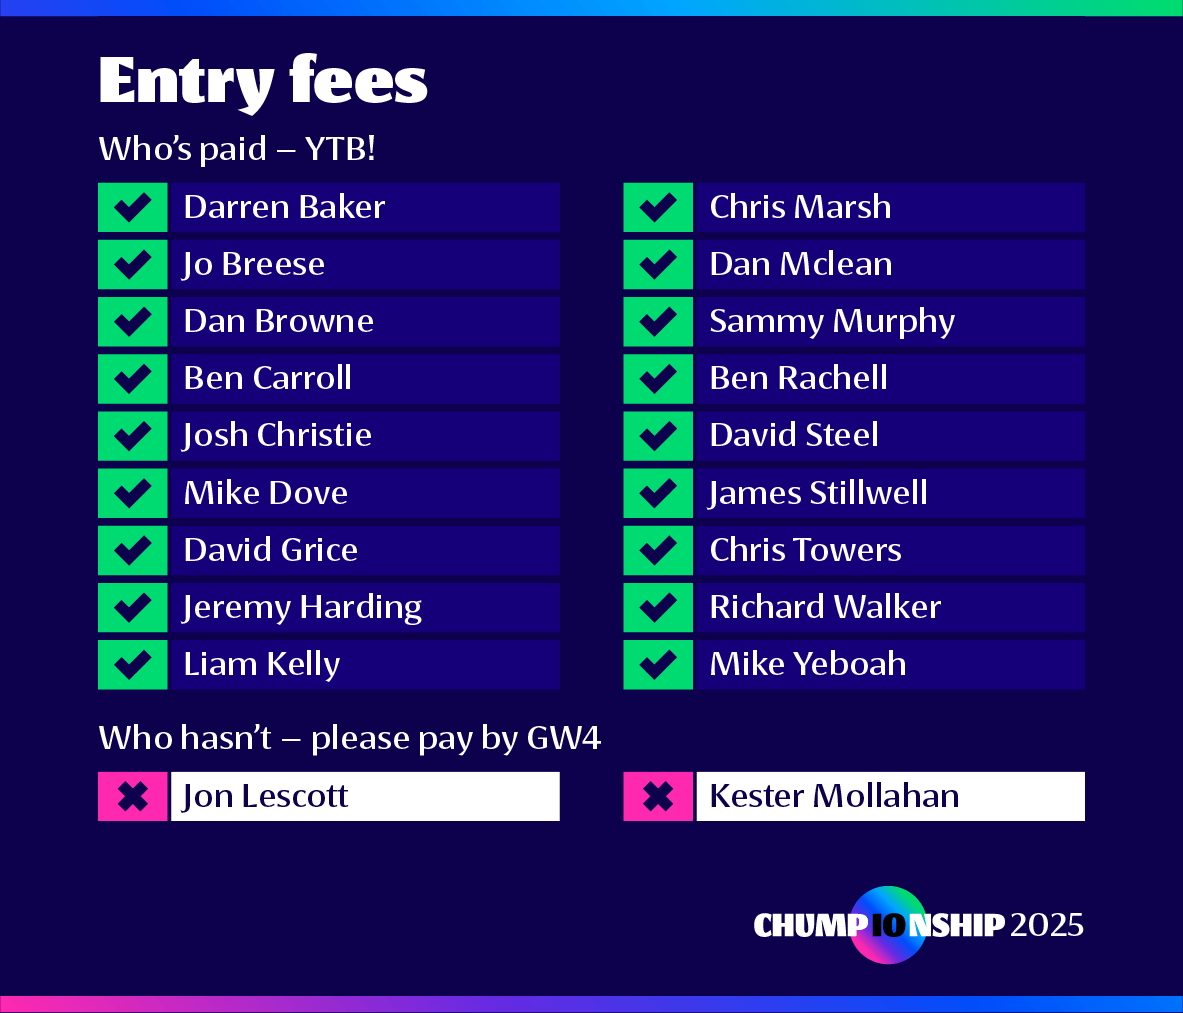 Entry fees
Who's paid – YTB!
Darren Baker
Jo Breese
Dan Browne
Ben Carroll
Josh Christie
Mike Dove
David Grice
Jeremy Harding
Liam Kelly
Chris Marsh
Dan Mclean
Sammy Murphy
Ben Rachell
David Steel
James Stillwell
Chris Towers
Richard Walker
Mike Yeboah
Who hasn't – please pay by GW4
Jon Lescott
Kester Mollahan
CHUMP10NSHIP 2025